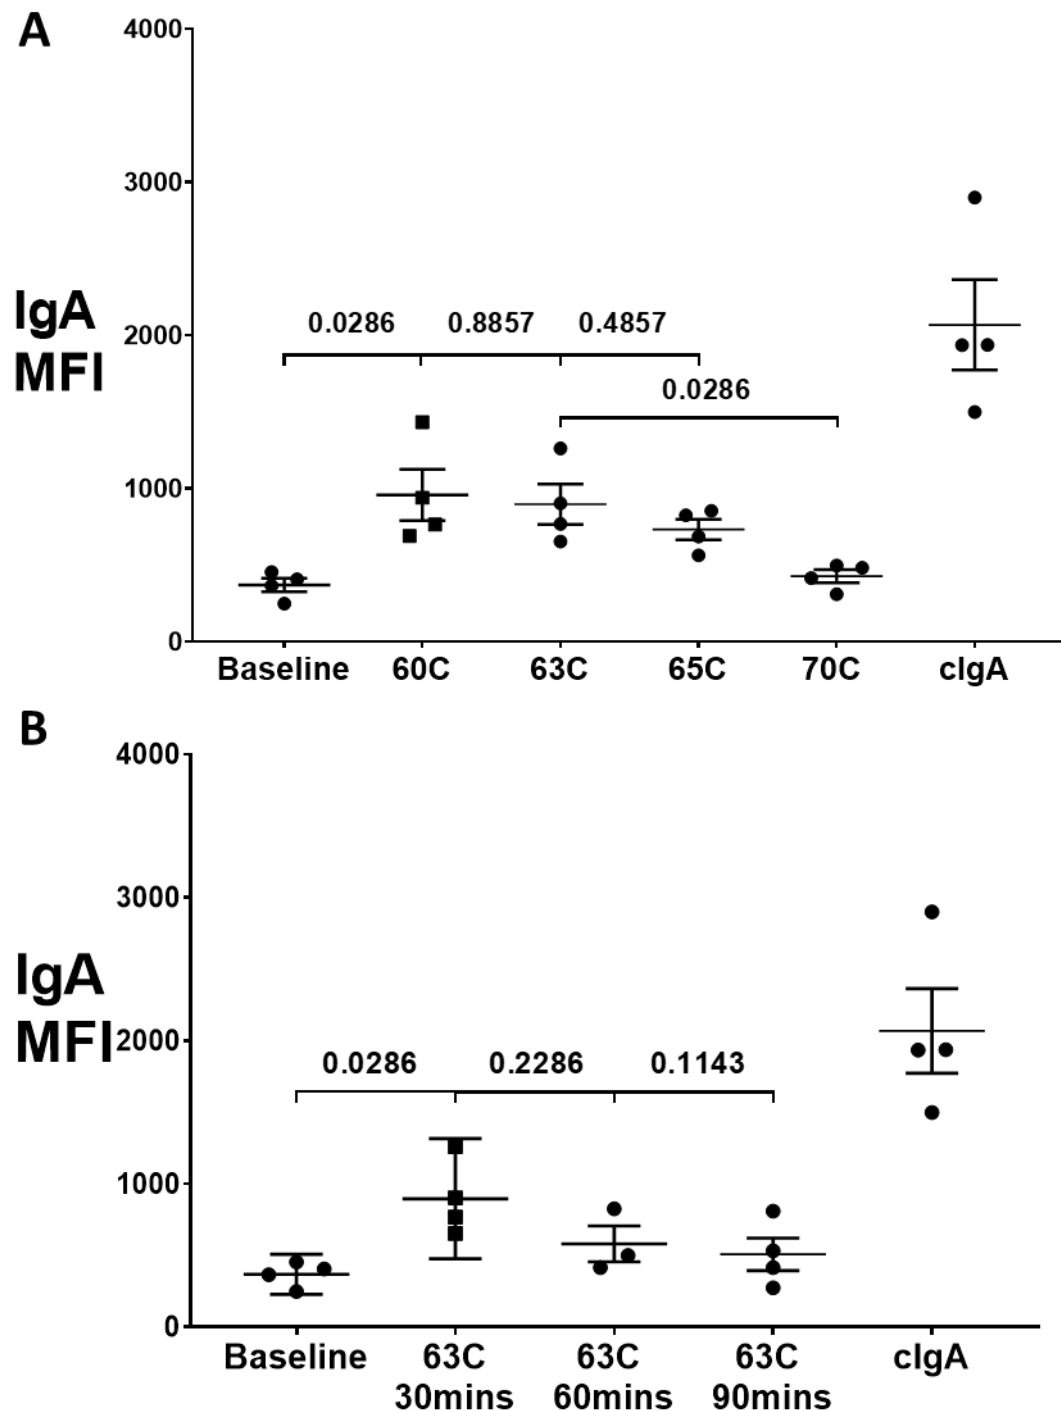 A
4000
3000
2000
1000
0
IgA
MFI
0.0286 0.8857 0.4857
0.0286
Baseline 60C 63C 65C 70C cIgA
B
4000
3000
2000
1000
0
IgA
MFI
0.0286 0.2286 0.1143
Baseline 63C 63C 63C cIgA
30mins 60mins 90mins